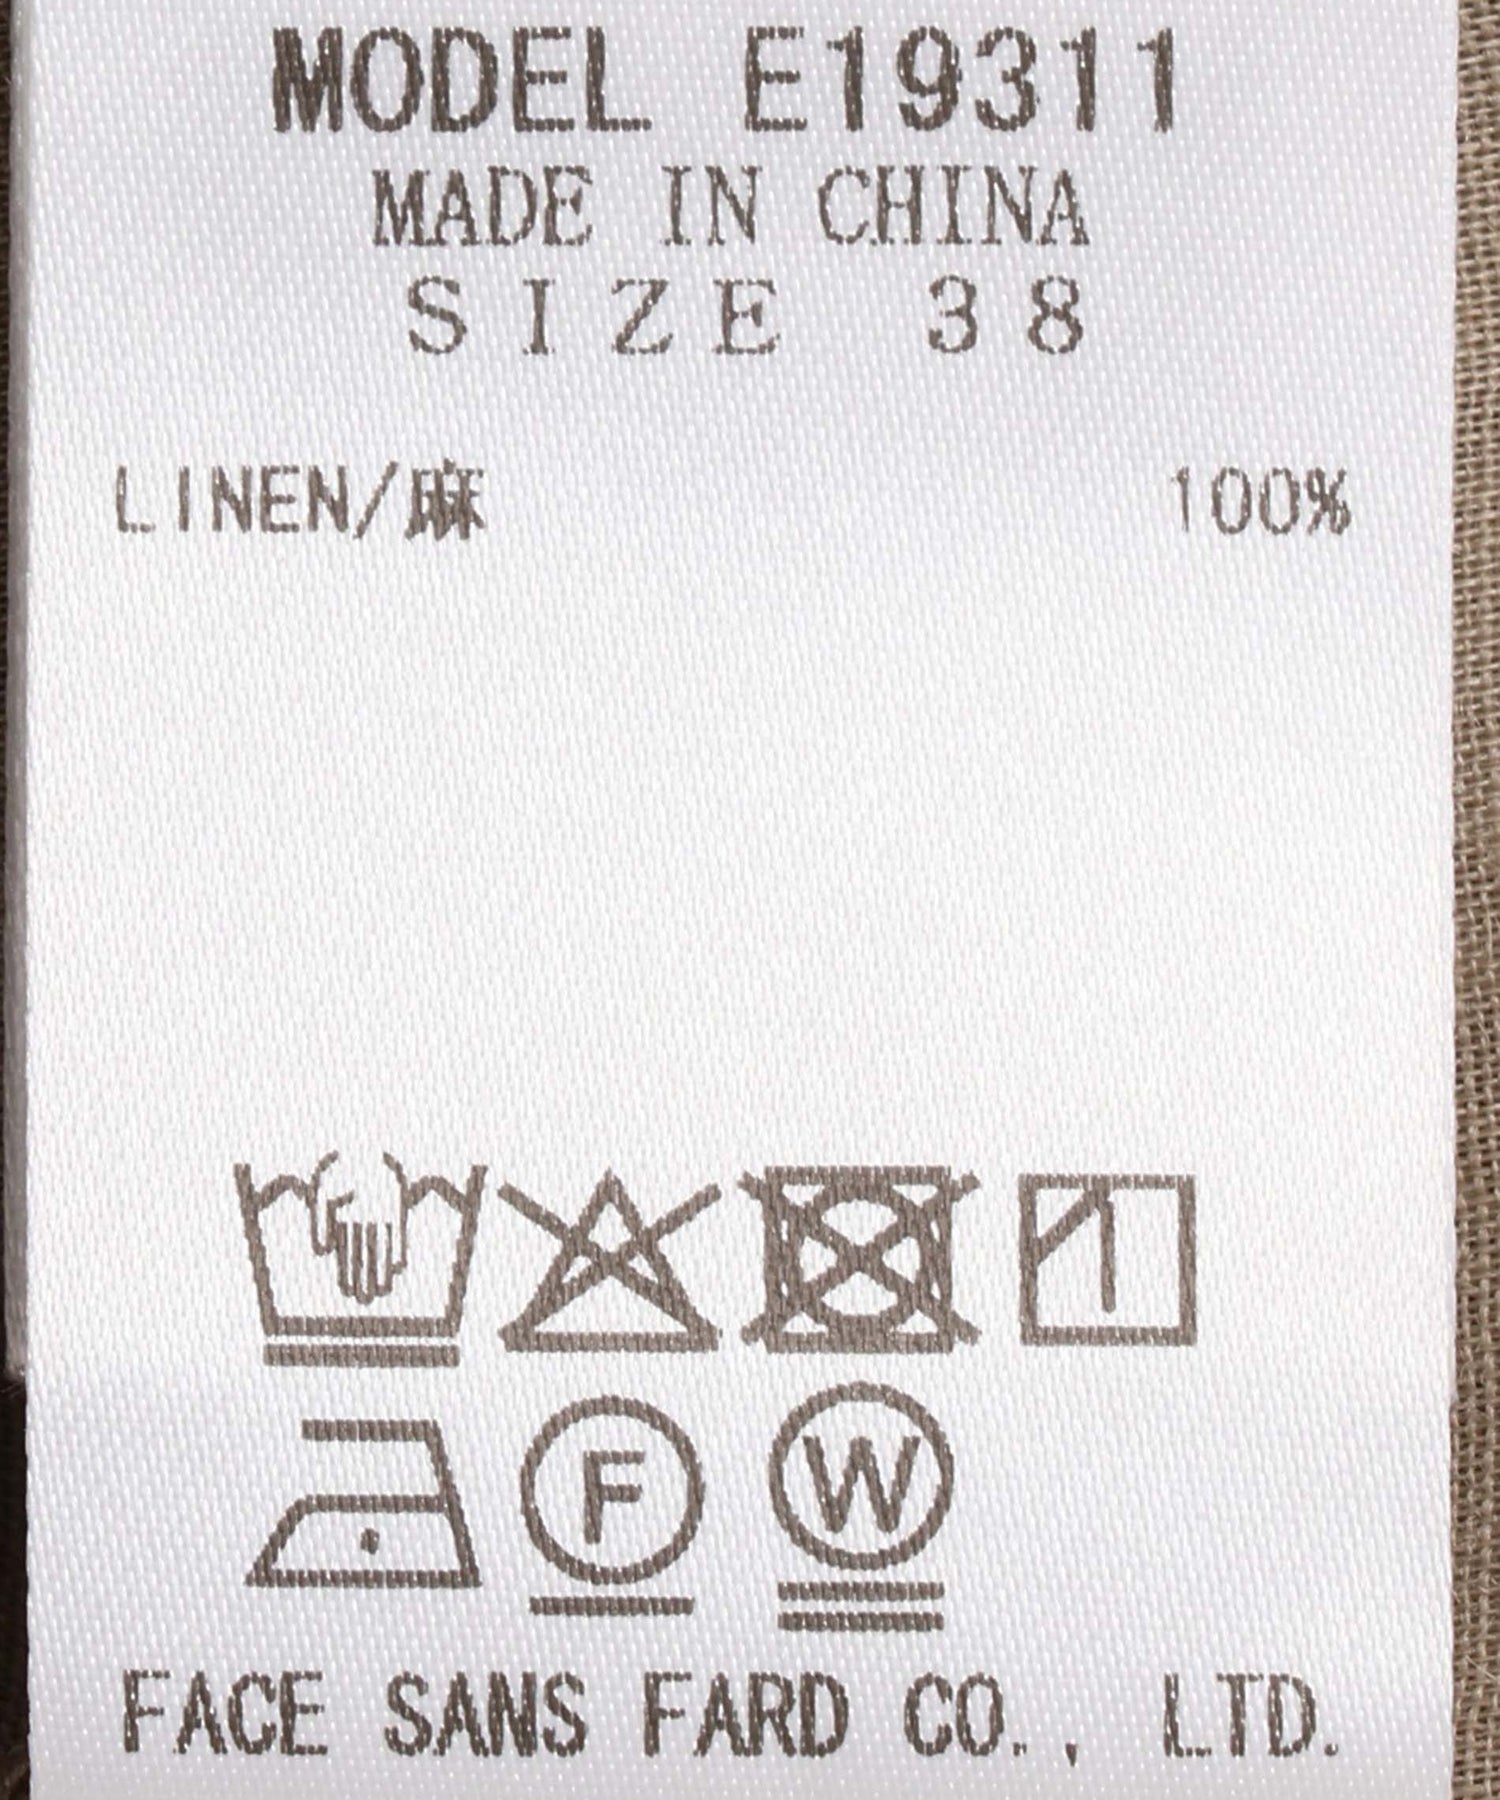 MODEL E19311
MADE IN CHINA
SIZE 38
LINEN/麻 100%
F W
FACE SANS FARD CO., LTD.